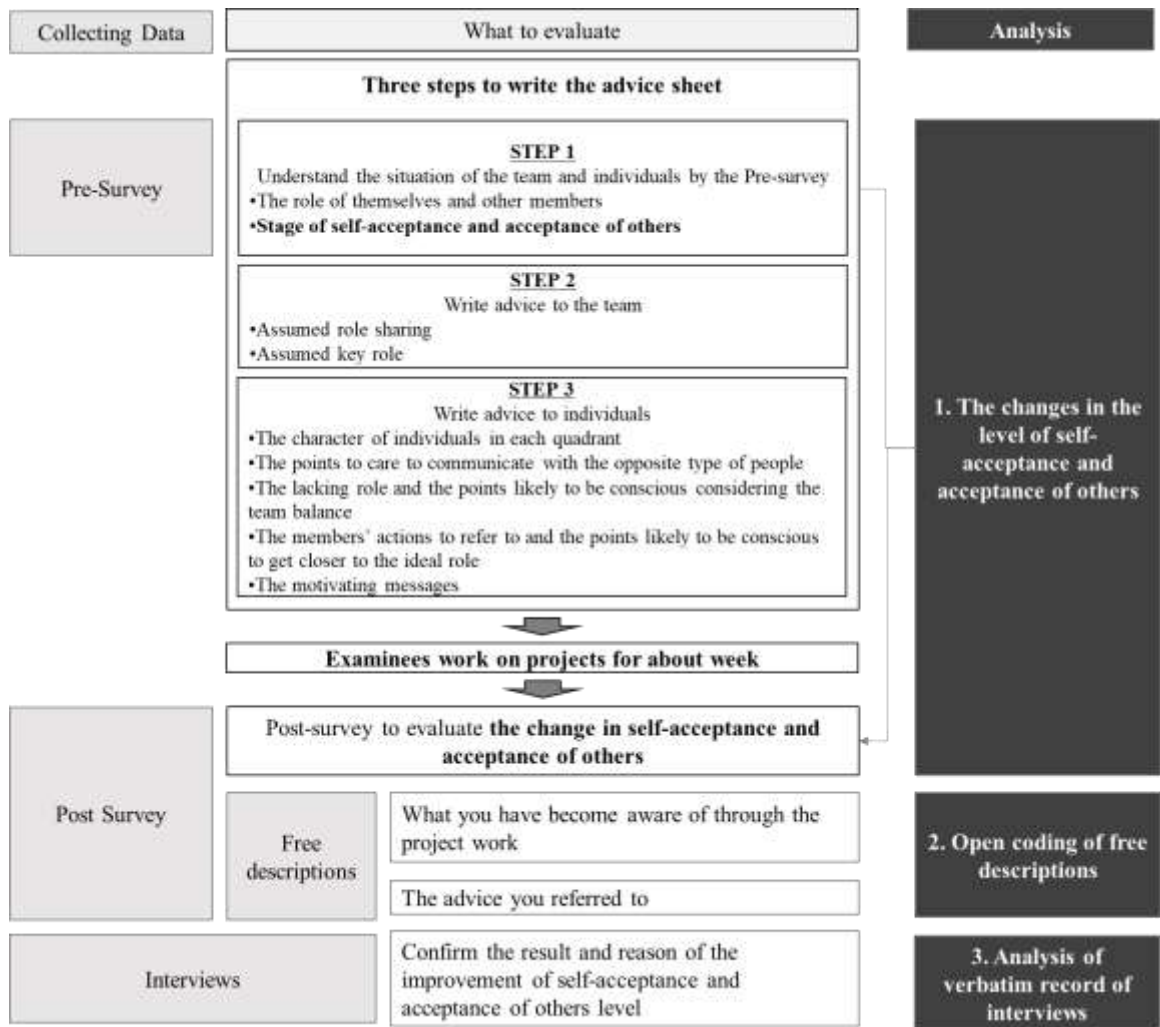 Collecting Data
What to evaluate
Analysis
Three steps to write the advice sheet
Pre-Survey
STEP 1
Understand the situation of the team and individuals by the Pre-survey
•The role of themselves and other members
•Stage of self-acceptance and acceptance of others
STEP 2
Write advice to the team
•Assumed role sharing
•Assumed key role
STEP 3
Write advice to individuals
•The character of individuals in each quadrant
•The points to care to communicate with the opposite type of people
•The lacking role and the points likely to be conscious considering the
team balance
•The members' actions to refer to and the points likely to be conscious
to get closer to the ideal role
•The motivating messages
1. The changes in the
level of self-
acceptance and
acceptance of others
Examinees work on projects for about week
Post Survey
Post-survey to evaluate the change in self-acceptance and
acceptance of others
Free
descriptions
What you have become aware of through the
project work
The advice you referred to
2. Open coding of free
descriptions
Interviews
Confirm the result and reason of the
improvement of self-acceptance and
acceptance of others level
3. Analysis of
verbatim record of
interviews